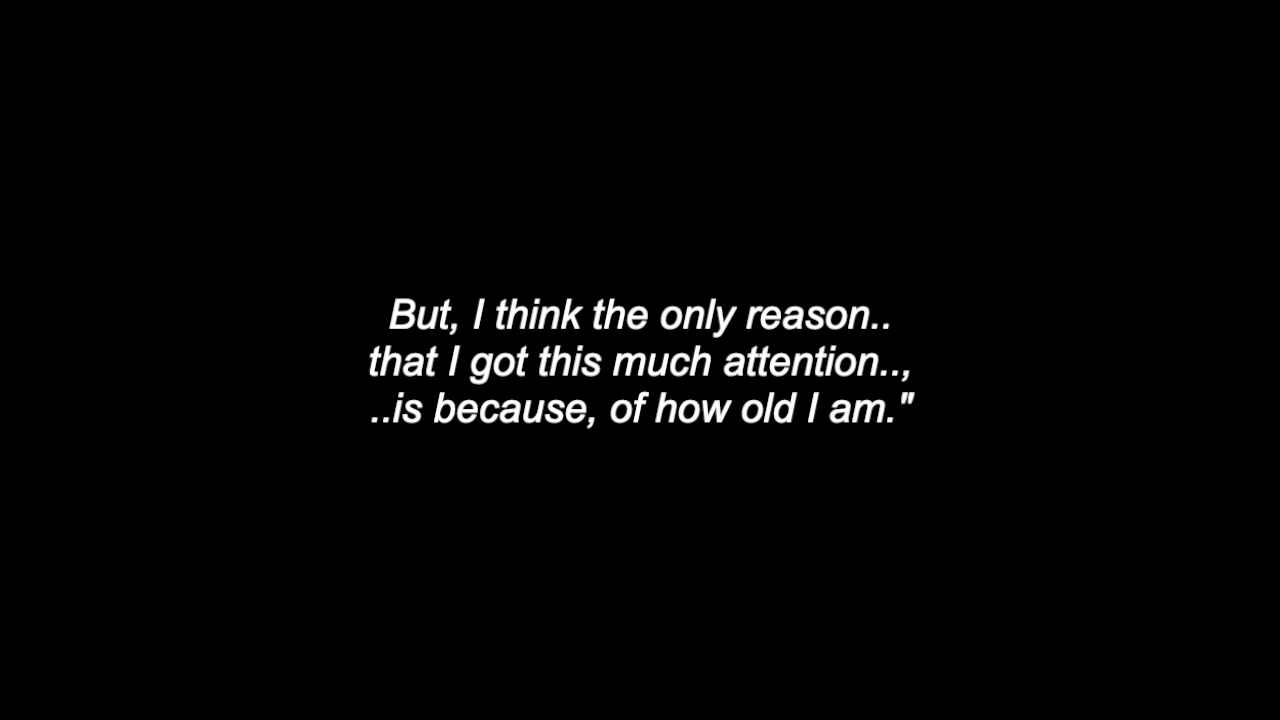 But, I think the only reason..
that I got this much attention..,
..is because, of how old I am."